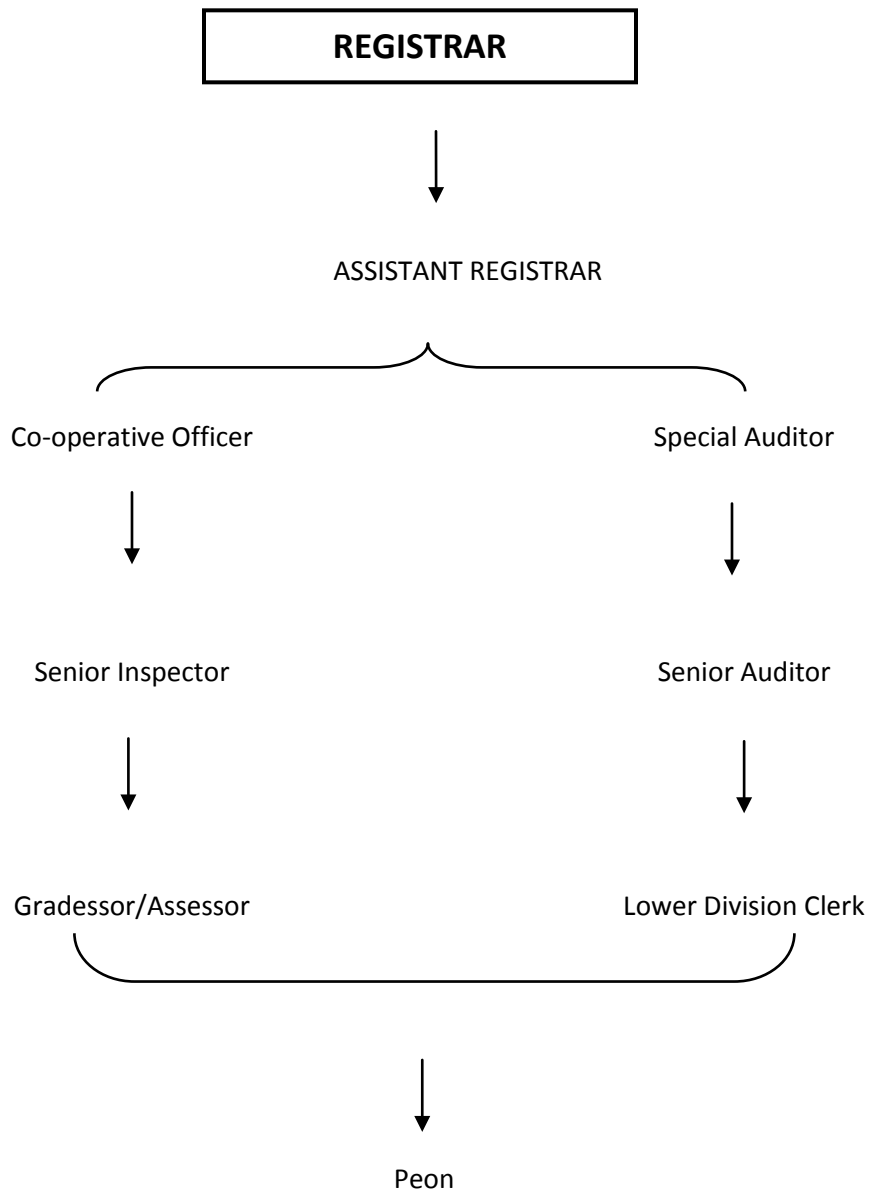 REGISTRAR
ASSISTANT REGISTRAR
Co-operative Officer
Special Auditor
Senior Inspector
Senior Auditor
Gradessor/Assessor
Lower Division Clerk
Peon